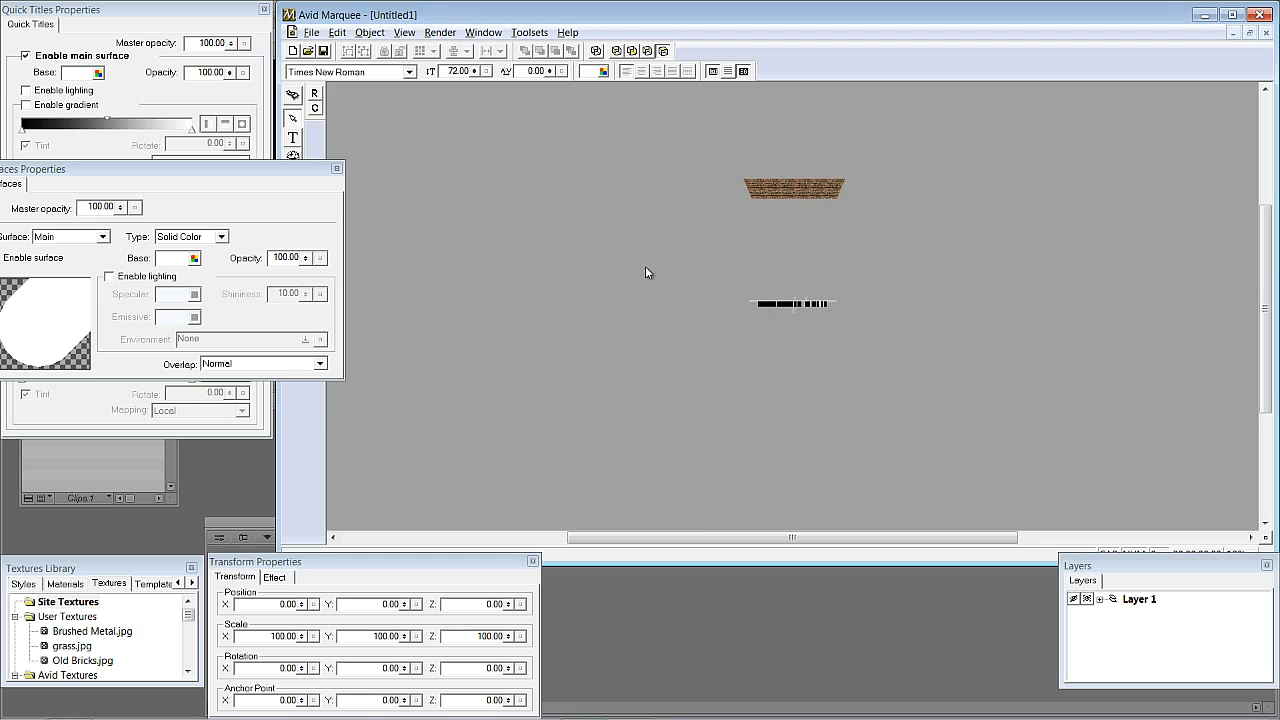 Quick Titles Properties
Quick Titles
Master opacity: 100.00
Enable main surface
Base: Opacity: 100.00
Enable lighting
Enable gradient
Tint Rotate: 0.00
aces Properties
faces
Master opacity: 100.00
Surface: Main Type: Solid Color
Enable surface Base: Opacity: 100.00
Enable lighting
Specular: Shininess: 10.00
Emissive:
Environment: None
Overlap: Normal
Tint Rotate: 0.00
Mapping: Local
Clips.1
Avid Marquee - [Untitled1]
File Edit Object View Render Window Toolsets Help
Times New Roman 72.00 0.00
R
C
T
Textures Library
Styles Materials Textures Template
Site Textures
User Textures
Brushed Metal.jpg
grass.jpg
Old Bricks.jpg
Avid Textures
Transform Properties
Transform Effect
Position
X 0.00 Y: 0.00 Z: 0.00
Scale
X 100.00 Y: 100.00 Z: 100.00
Rotation
X 0.00 Y: 0.00 Z: 0.00
Anchor Point
X 0.00 Y: 0.00 Z: 0.00
Layers
Layers
Layer 1